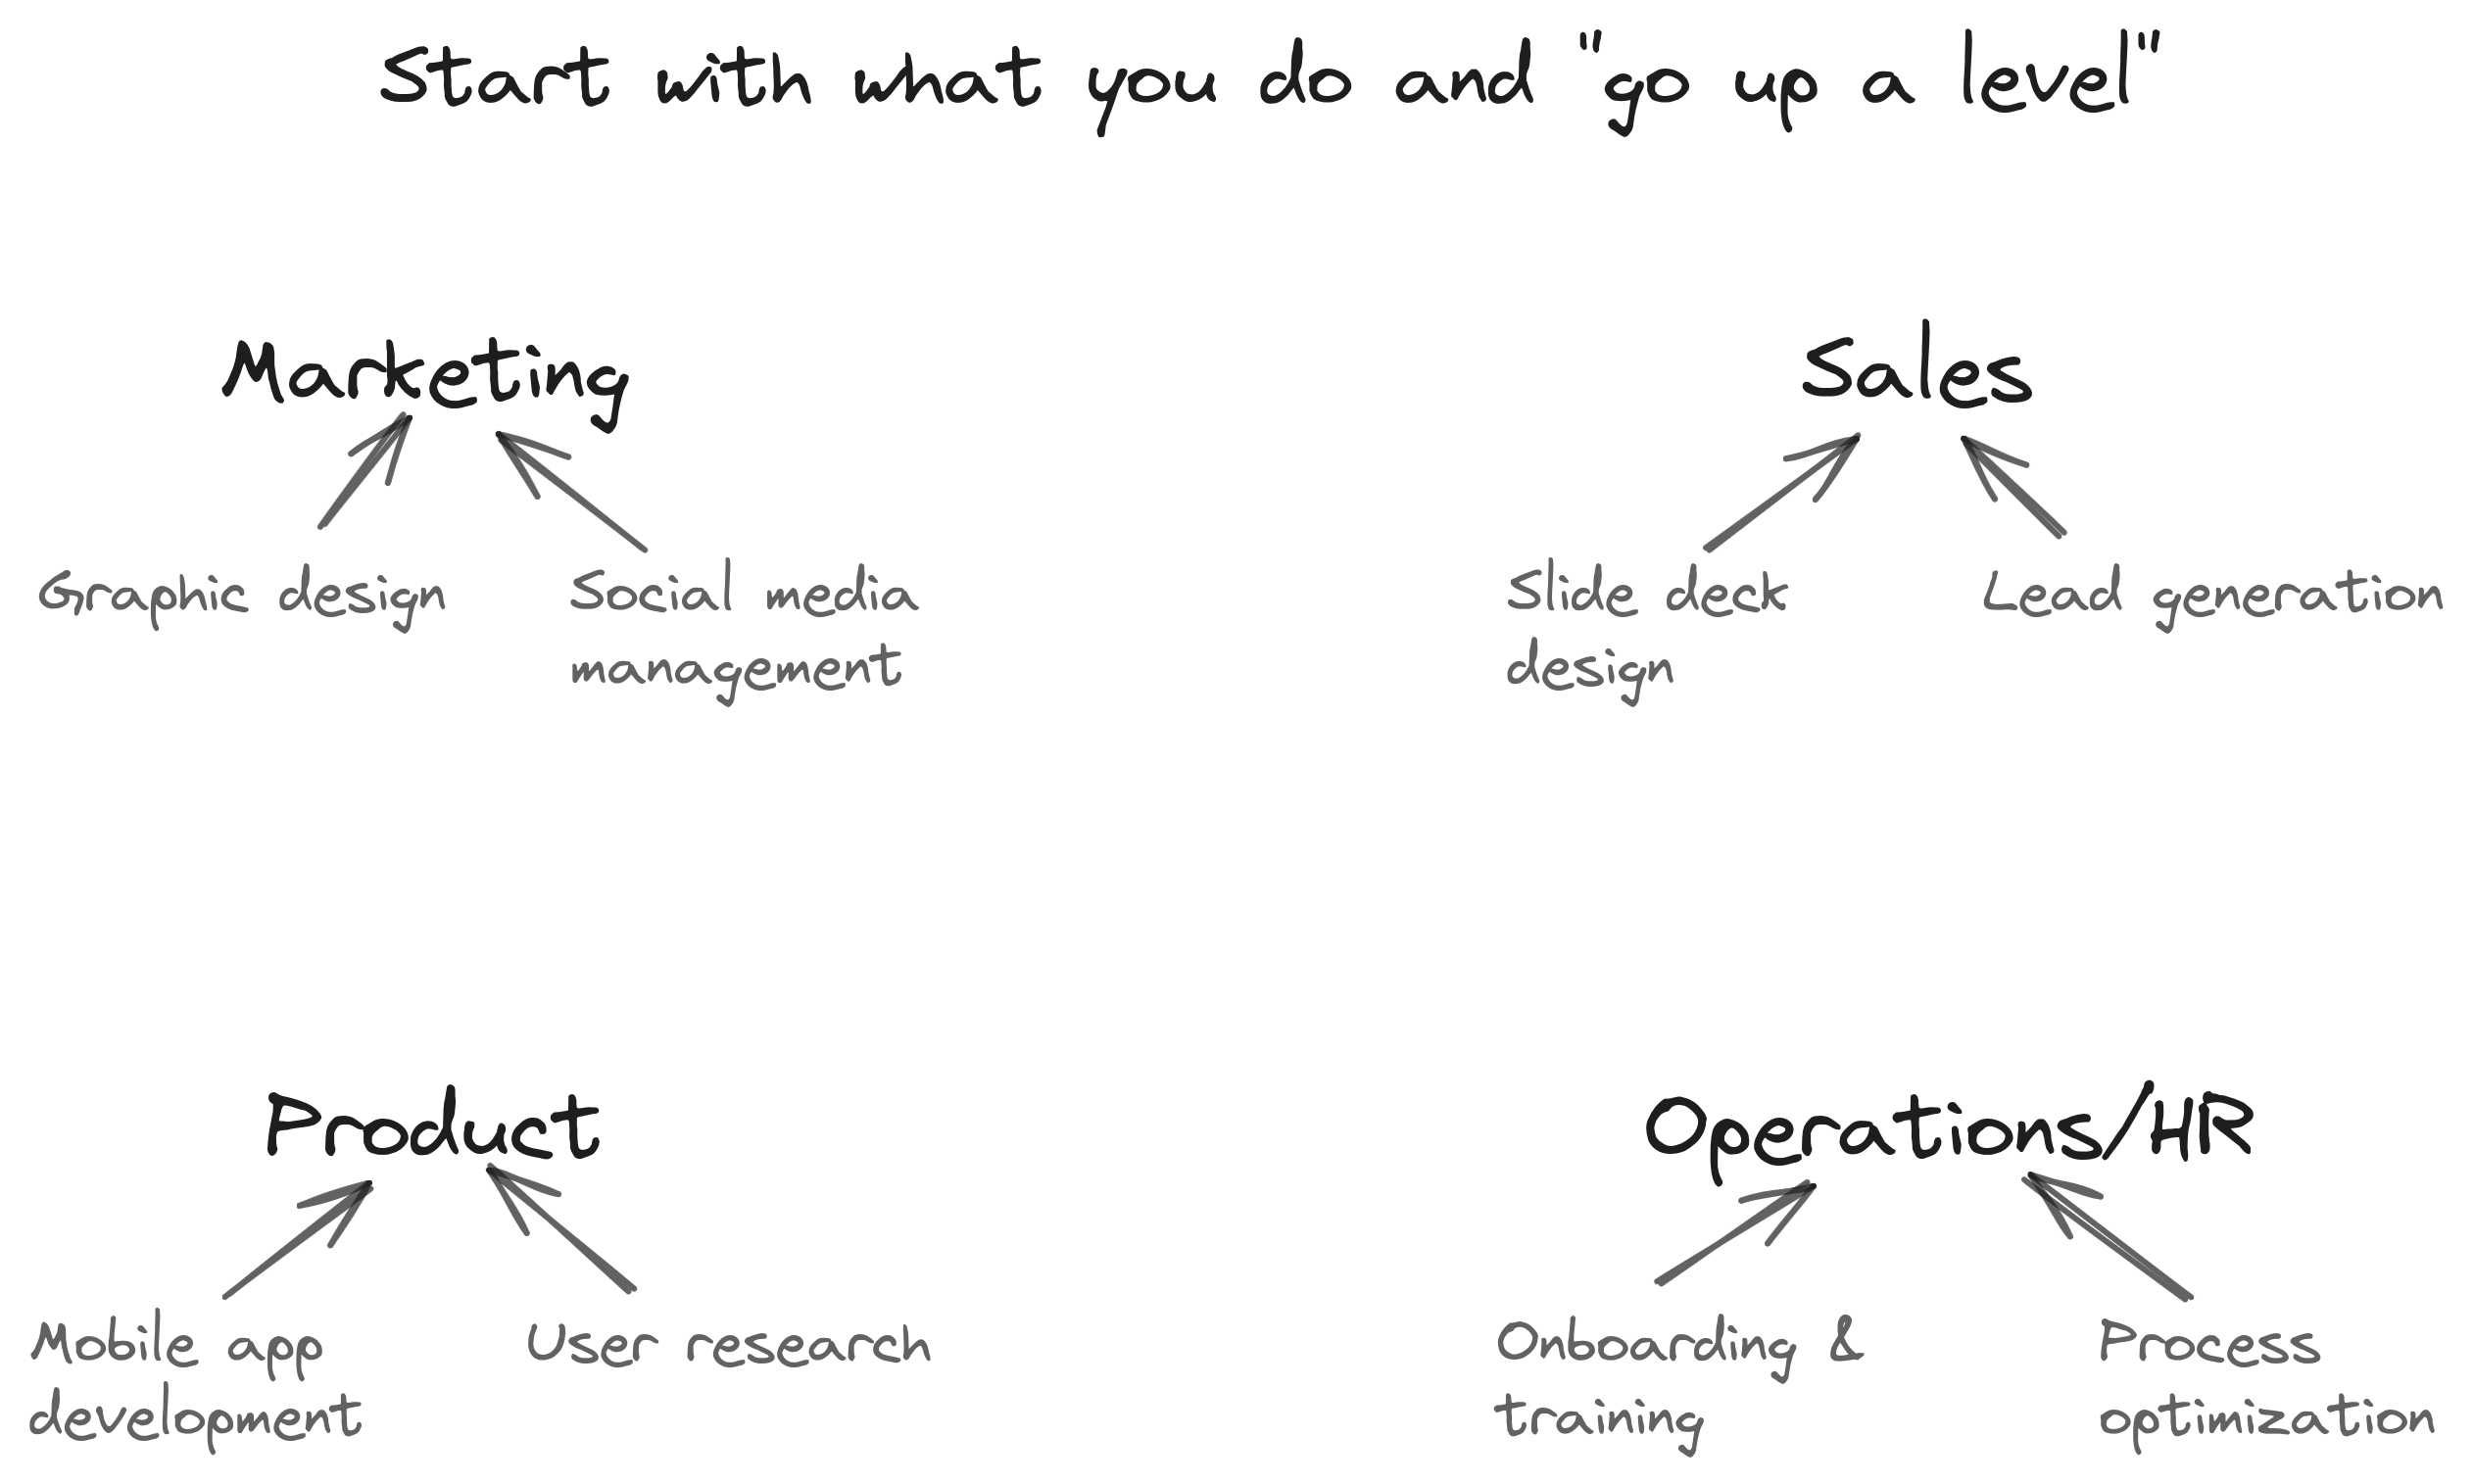 Start with what you do and "go up a level"
Marketing
Sales
Graphic design
Social media
management
Slide deck
design
Lead generation
Product
Operations/HR
Mobile app
development
User research
Onboarding &
training
Process
optimization